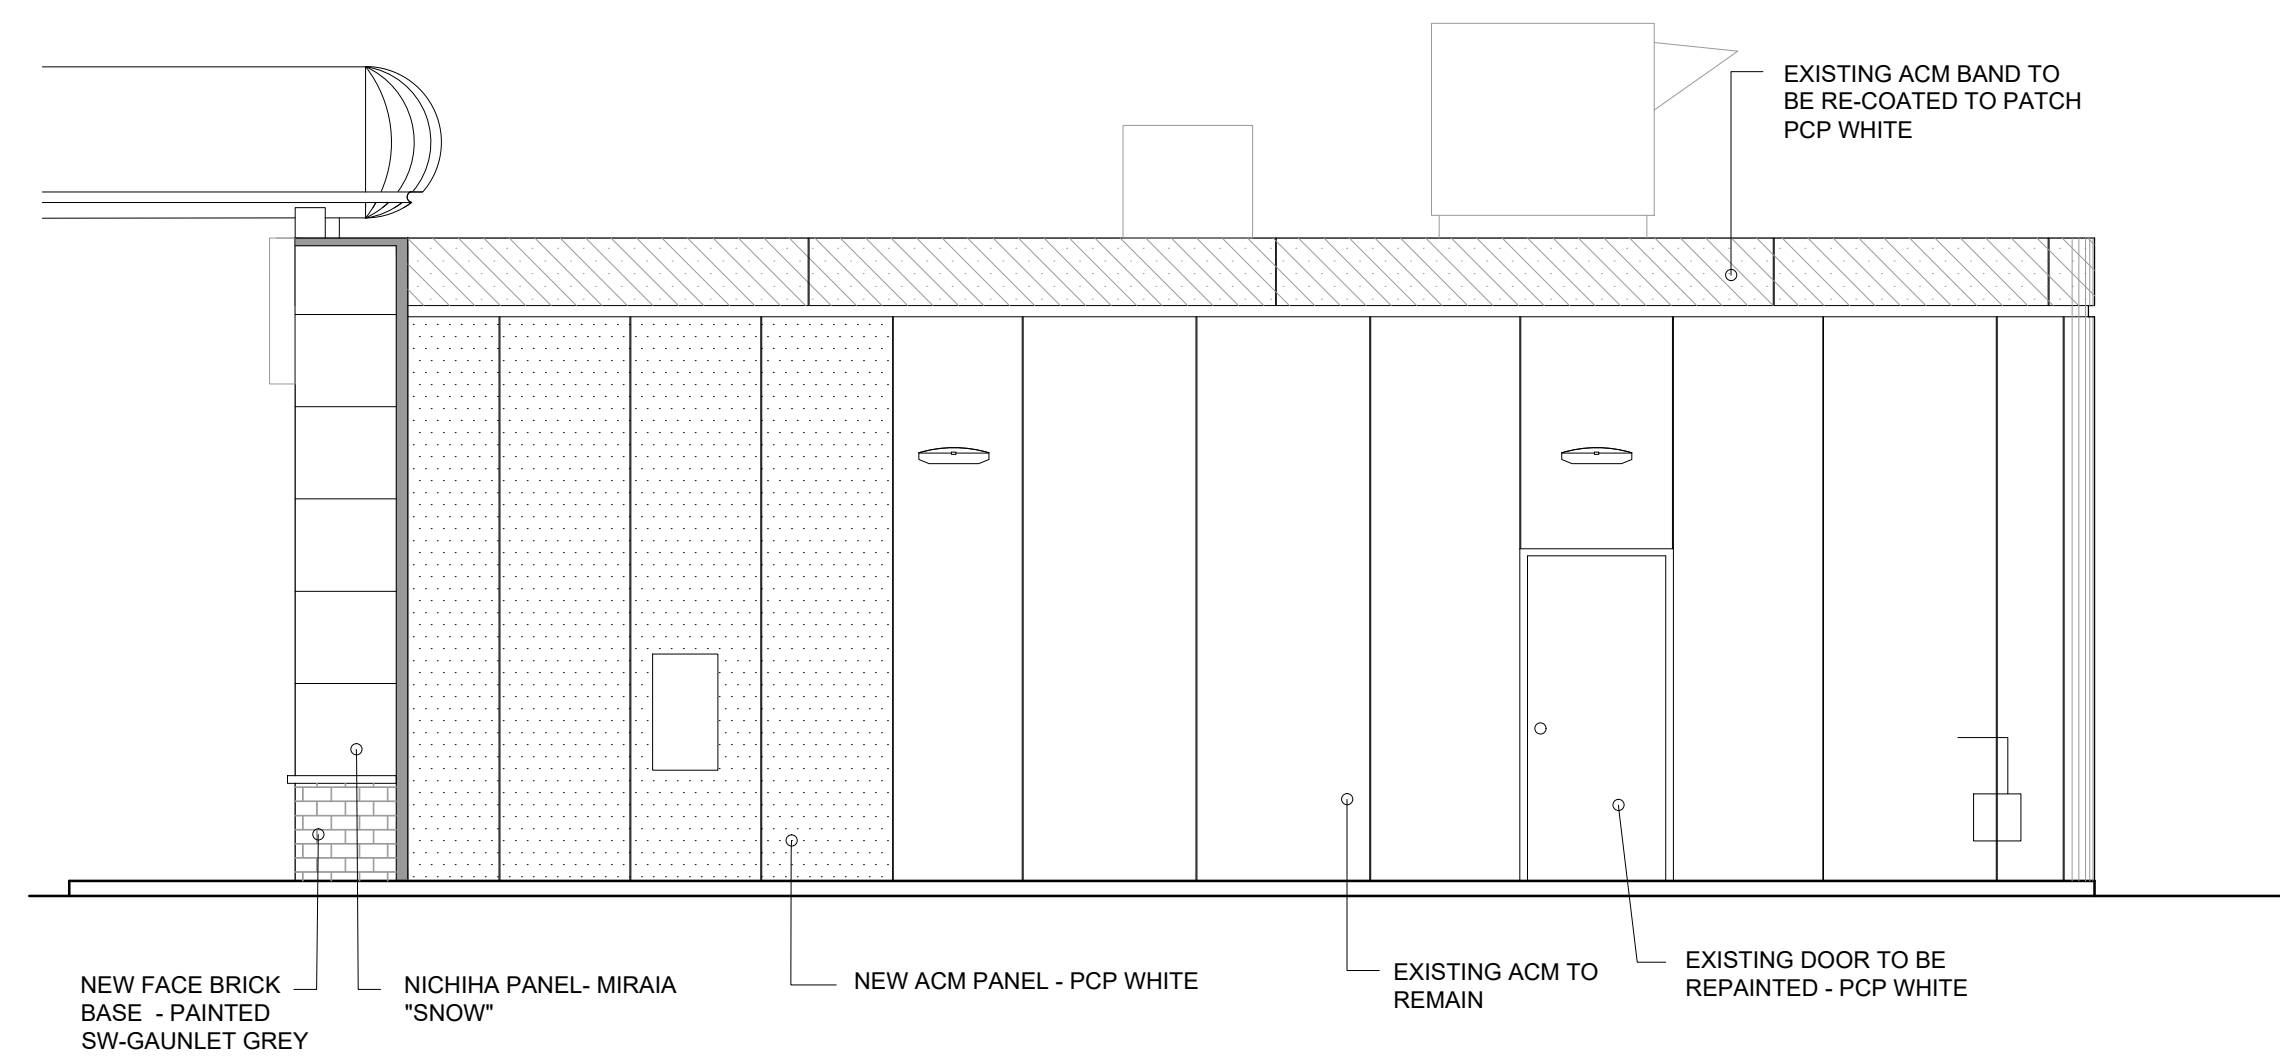 EXISTING ACM BAND TO
BE RE-COATED TO PATCH
PCP WHITE
NEW FACE BRICK
BASE - PAINTED
SW-GAUNLET GREY
NICHIHA PANEL- MIRAIA
"SNOW"
NEW ACM PANEL - PCP WHITE
EXISTING ACM TO
REMAIN
EXISTING DOOR TO BE
REPAINTED - PCP WHITE